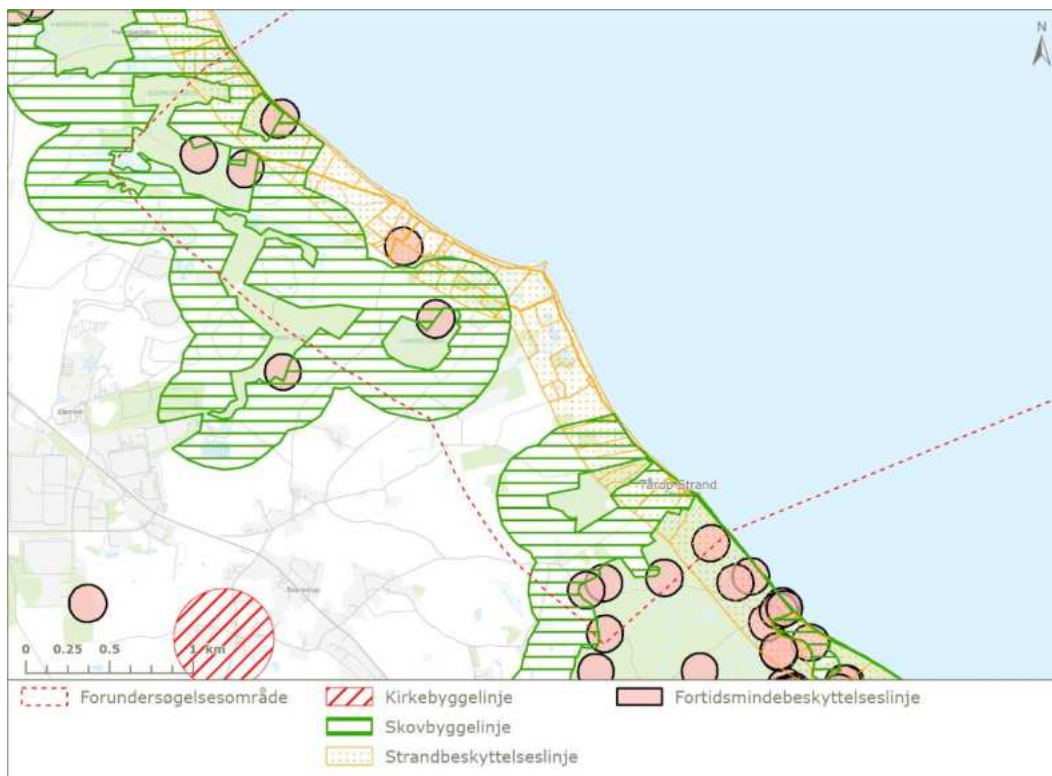 N
Tårup Strand
0 0.25 0.5 1 km
Forundersøgelsesområde
Kirkebyggelinje
Fortidsmindebeskyttelseslinje
Skovbyggelinje
Strandbeskyttelseslinje